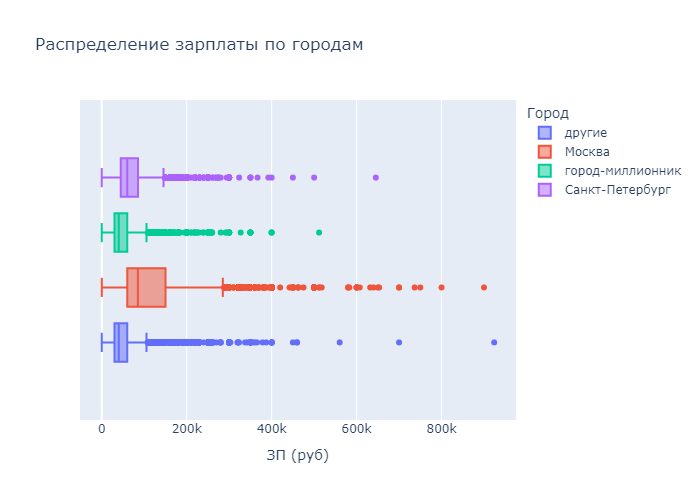 Распределение зарплаты по городам
Город
другие
Москва
город-миллионник
Санкт-Петербург
0
200k
400k
600k
800k
ЗП (руб)